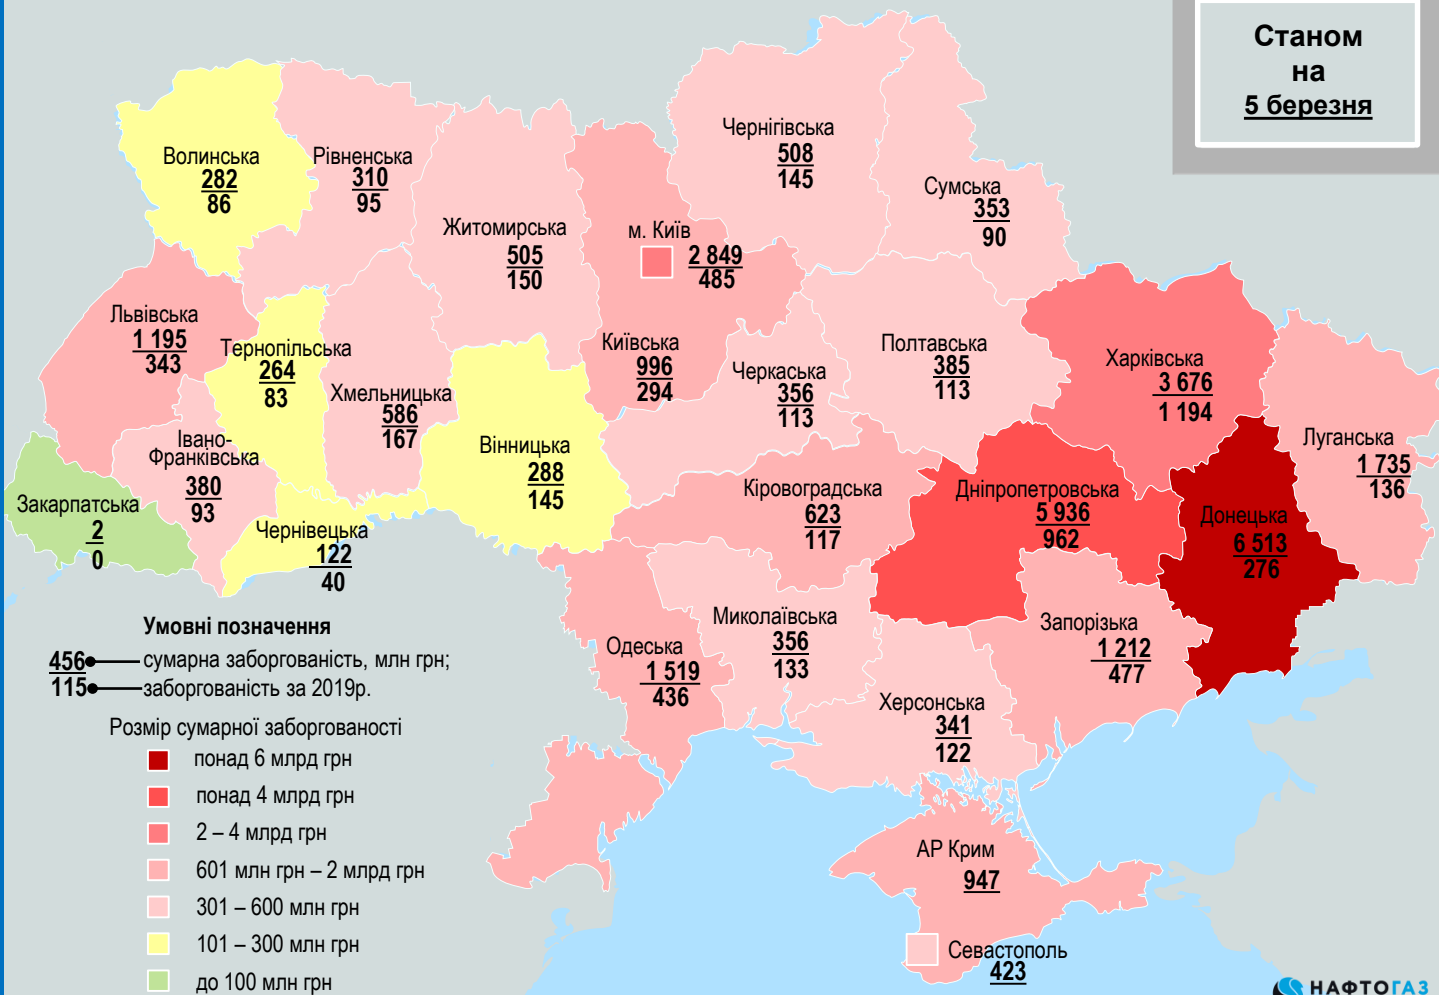 Станом
на
5 березня
Волинська
282
86
Рівненська
310
95
Житомирська
505
150
м. Київ
2 849
485
Чернігівська
508
145
Сумська
353
90
Львівська
1 195
343
Тернопільська
264
83
Хмельницька
586
167
Київська
996
294
Черкаська
356
113
Полтавська
385
113
Харківська
3 676
1 194
Луганська
1 735
136
Івано-
Франківська
380
93
Вінницька
288
145
Кіровоградська
623
117
Дніпропетровська
5 936
962
Донецька
6 513
276
Закарпатська
2
0
Чернівецька
122
40
Одеська
1 519
436
Миколаївська
356
133
Запорізька
1 212
477
Херсонська
341
122
АР Крим
947
Севастополь
423
Умовні позначення
456 сумарна заборгованість, млн грн;
115 заборгованість за 2019р.
Розмір сумарної заборгованості
понад 6 млрд грн
понад 4 млрд грн
2 – 4 млрд грн
601 млн грн – 2 млрд грн
301 – 600 млн грн
101 – 300 млн грн
до 100 млн грн
НАФТОГАЗ